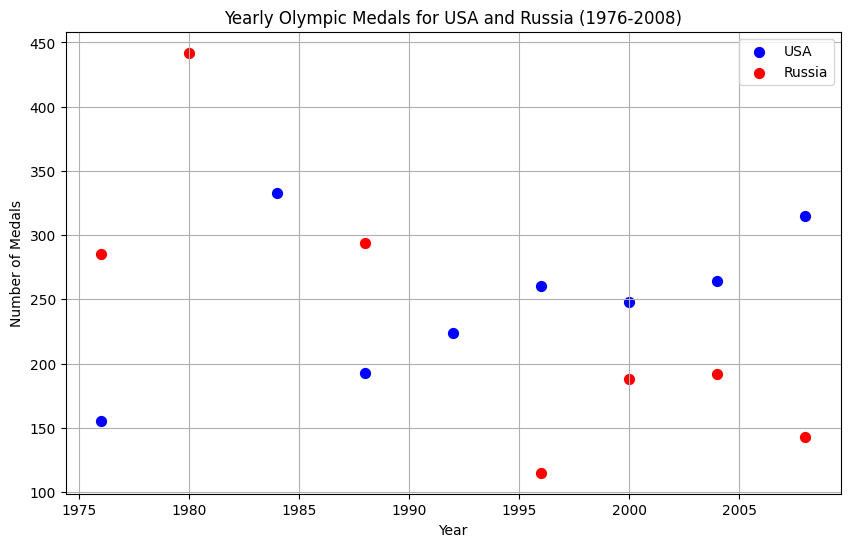 Yearly Olympic Medals for USA and Russia (1976-2008)
USA
Russia
Number of Medals
450
400
350
300
250
200
150
100
1975 1980 1985 1990 1995 2000 2005
Year